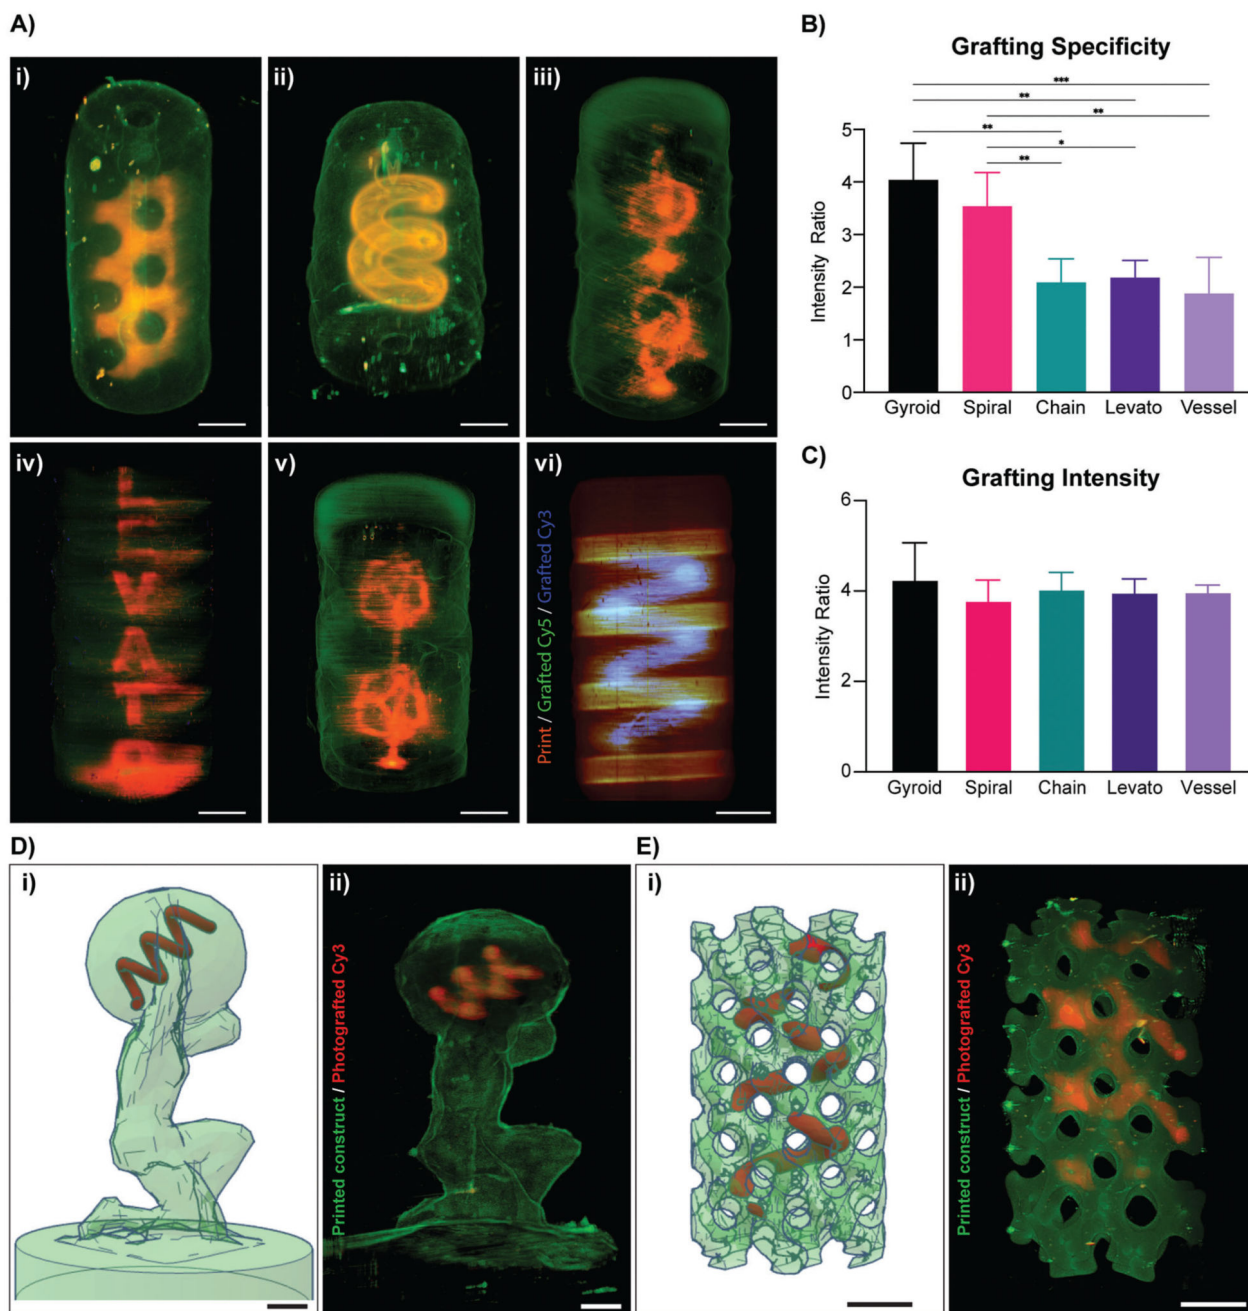 A)
i)
ii)
iii)
iv)
v)
vi)
Print / Grafted Cy5 / Grafted Cy3
LEVATO
B)
Grafting Specificity
***
**
**
**
*
**
Intensity Ratio
5
4
3
2
1
0
Gyroid Spiral Chain Levato Vessel
C)
Grafting Intensity
Intensity Ratio
6
4
2
0
Gyroid Spiral Chain Levato Vessel
D)
i)
ii)
Printed construct / Photografted Cy3
E)
i)
ii)
Printed construct / Photografted Cy3